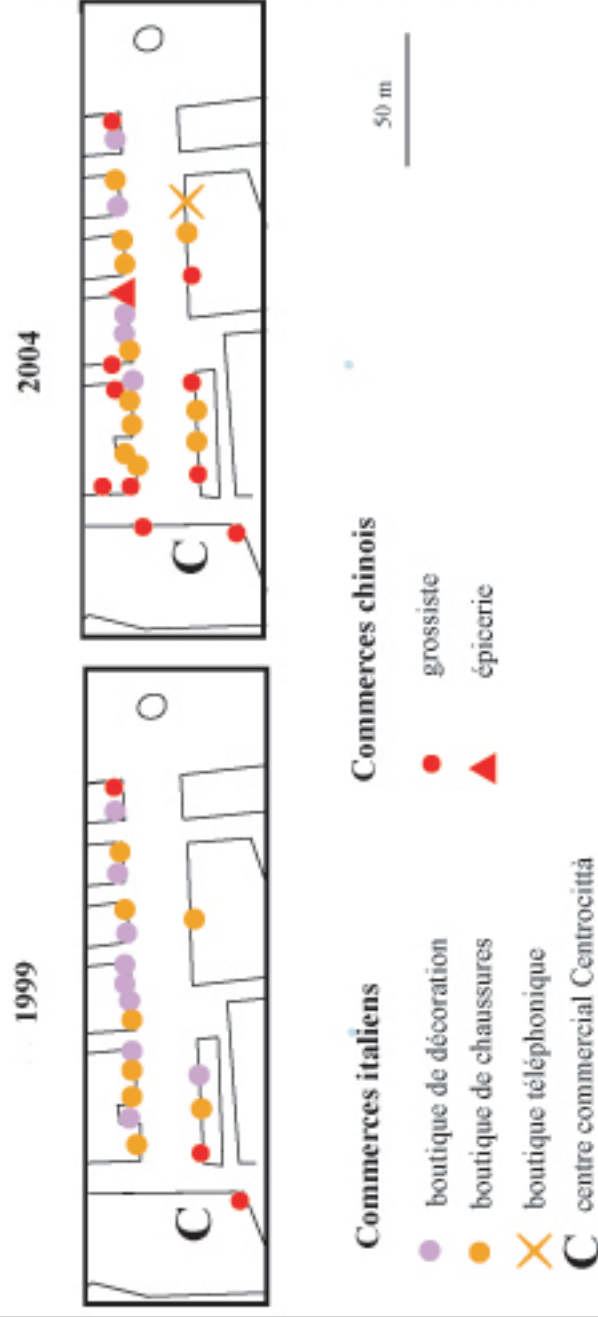 1999
2004
C
C
50 m
Commerces italiens
boutique de décoration
boutique de chaussures
boutique téléphonique
C centre commercial Centrocittà
Commerces chinois
grossiste
épicerie